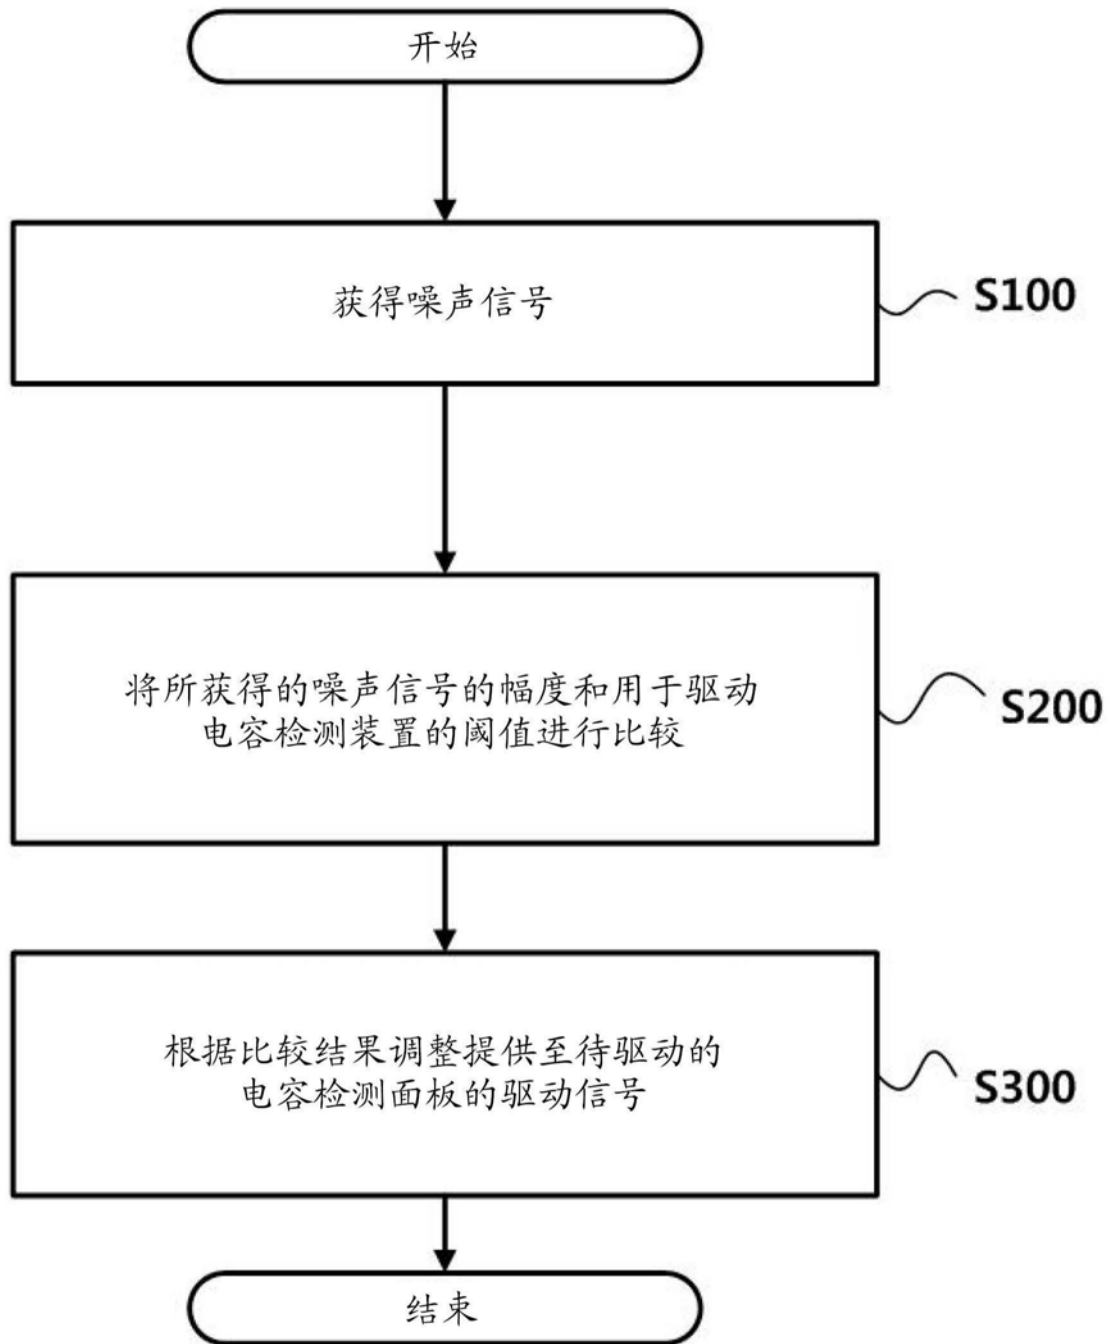 开始
获得噪声信号
S100
将所获得的噪声信号的幅度和用于驱动
电容检测装置的阈值进行比较
S200
根据比较结果调整提供至待驱动的
电容检测面板的驱动信号
S300
结束